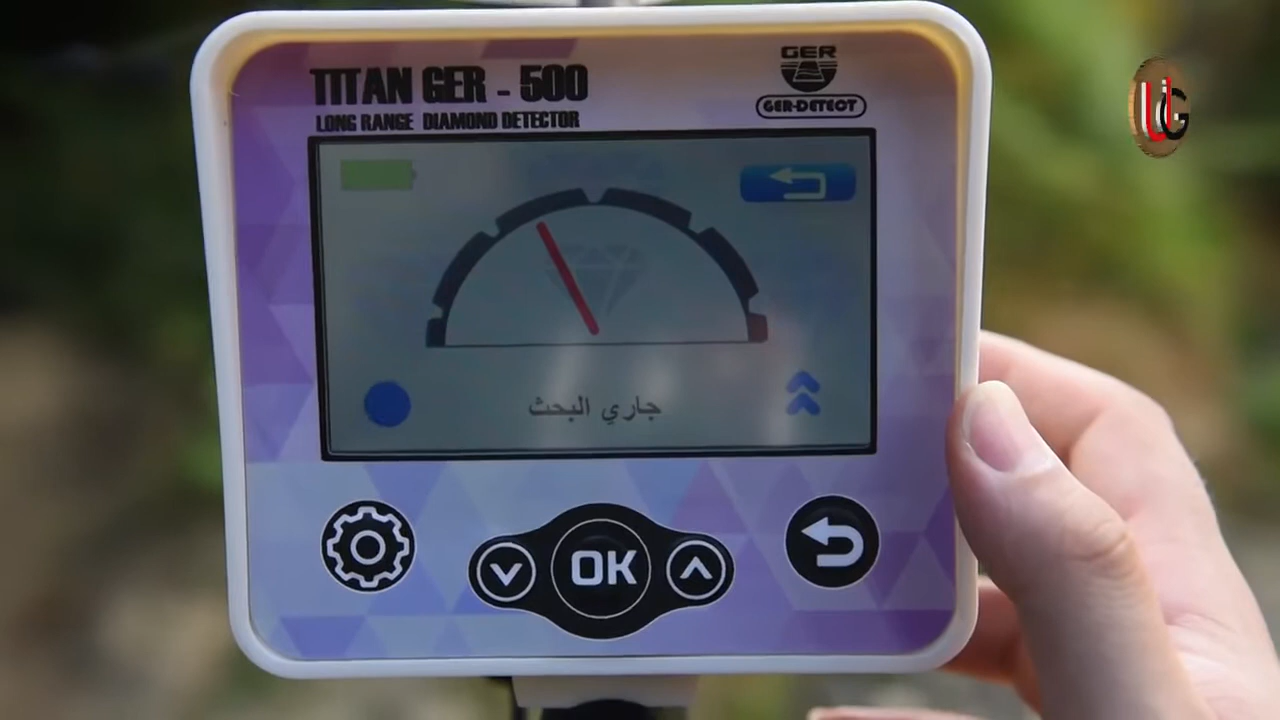 TITAN GER - 500
LONG RANGE DIAMOND DETECTOR
GER
GER-DETECT
جاري البحث
OK